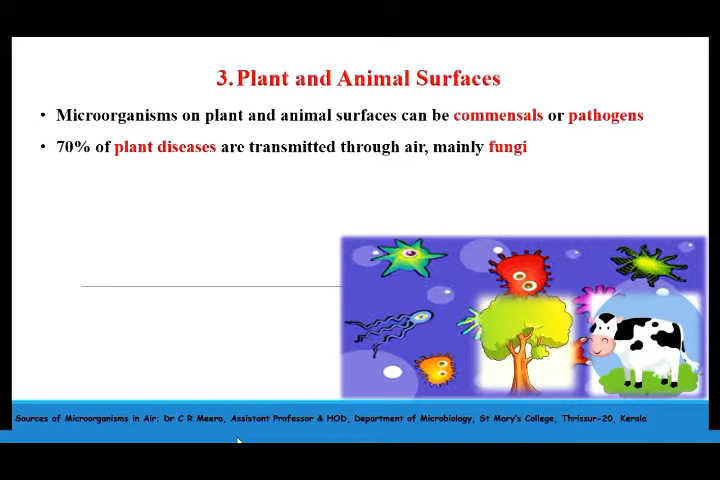 3. Plant and Animal Surfaces
• Microorganisms on plant and animal surfaces can be commensals or pathogens
• 70% of plant diseases are transmitted through air, mainly fungi
Sources of Microorganisms in Air; Dr C R Meera, Assistant Professor & HOD, Department of Microbiology, St Mary's College, Thrissur-20, Kerala